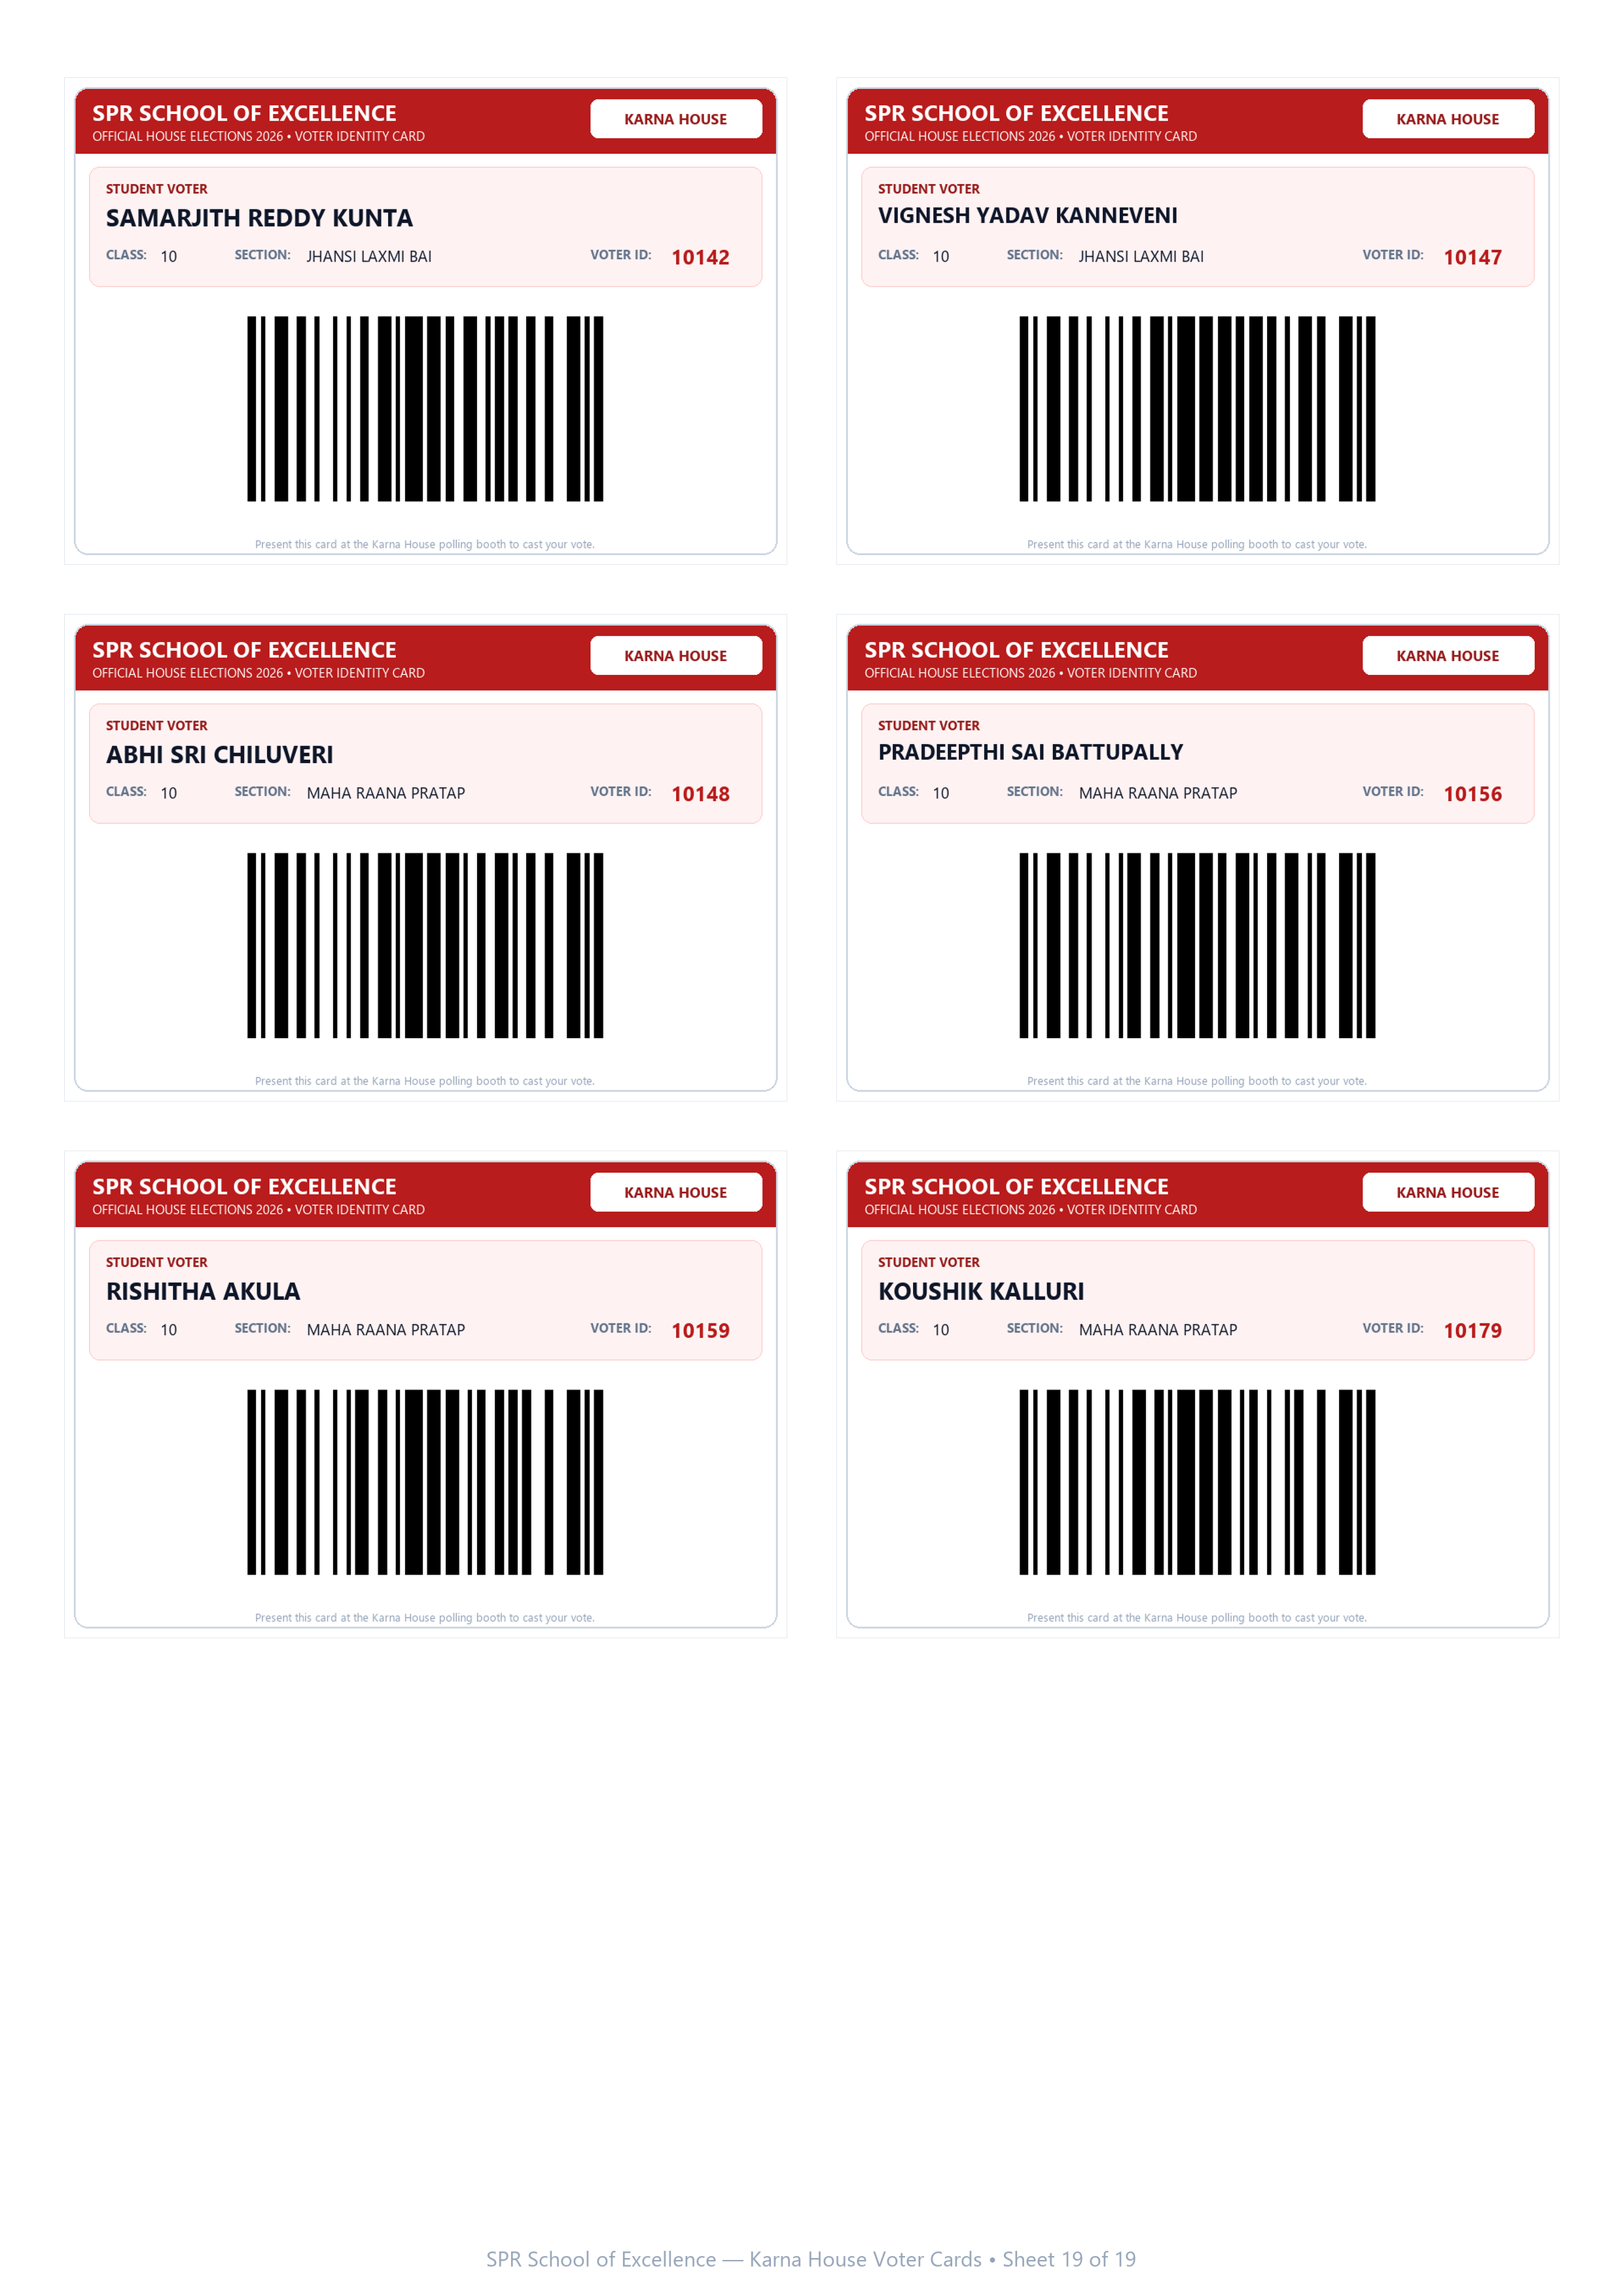 SPR SCHOOL OF EXCELLENCE
OFFICIAL HOUSE ELECTIONS 2026 • VOTER IDENTITY CARD
KARNA HOUSE
STUDENT VOTER
SAMARJITH REDDY KUNTA
CLASS: 10 SECTION: JHANSI LAXMI BAI VOTER ID: 10142
Present this card at the Karna House polling booth to cast your vote.
SPR SCHOOL OF EXCELLENCE
OFFICIAL HOUSE ELECTIONS 2026 • VOTER IDENTITY CARD
KARNA HOUSE
STUDENT VOTER
VIGNESH YADAV KANNEVENI
CLASS: 10 SECTION: JHANSI LAXMI BAI VOTER ID: 10147
Present this card at the Karna House polling booth to cast your vote.
SPR SCHOOL OF EXCELLENCE
OFFICIAL HOUSE ELECTIONS 2026 • VOTER IDENTITY CARD
KARNA HOUSE
STUDENT VOTER
ABHI SRI CHILUVERI
CLASS: 10 SECTION: MAHA RAANA PRATAP VOTER ID: 10148
Present this card at the Karna House polling booth to cast your vote.
SPR SCHOOL OF EXCELLENCE
OFFICIAL HOUSE ELECTIONS 2026 • VOTER IDENTITY CARD
KARNA HOUSE
STUDENT VOTER
PRADEEPTHI SAI BATTUPALLY
CLASS: 10 SECTION: MAHA RAANA PRATAP VOTER ID: 10156
Present this card at the Karna House polling booth to cast your vote.
SPR SCHOOL OF EXCELLENCE
OFFICIAL HOUSE ELECTIONS 2026 • VOTER IDENTITY CARD
KARNA HOUSE
STUDENT VOTER
RISHITHA AKULA
CLASS: 10 SECTION: MAHA RAANA PRATAP VOTER ID: 10159
Present this card at the Karna House polling booth to cast your vote.
SPR SCHOOL OF EXCELLENCE
OFFICIAL HOUSE ELECTIONS 2026 • VOTER IDENTITY CARD
KARNA HOUSE
STUDENT VOTER
KOUSHIK KALLURI
CLASS: 10 SECTION: MAHA RAANA PRATAP VOTER ID: 10179
Present this card at the Karna House polling booth to cast your vote.
SPR School of Excellence — Karna House Voter Cards • Sheet 19 of 19